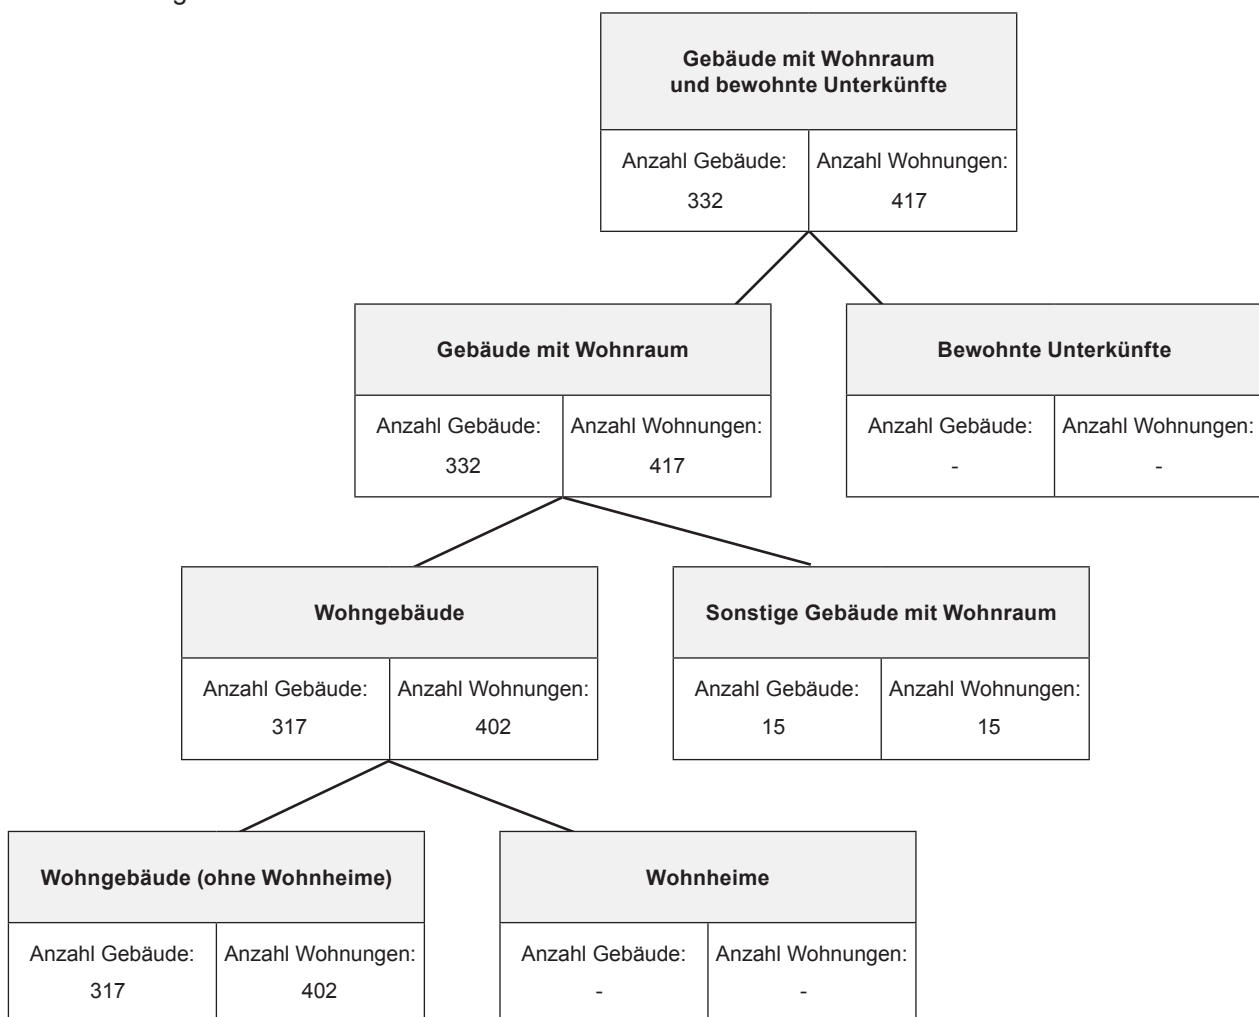 Gebäude mit Wohnraum
und bewohnte Unterkünfte
Anzahl Gebäude: Anzahl Wohnungen:
332 417
Gebäude mit Wohnraum
Anzahl Gebäude: Anzahl Wohnungen:
332 417
Bewohnte Unterkünfte
Anzahl Gebäude: Anzahl Wohnungen:
- -
Wohngebäude
Anzahl Gebäude: Anzahl Wohnungen:
317 402
Sonstige Gebäude mit Wohnraum
Anzahl Gebäude: Anzahl Wohnungen:
15 15
Wohngebäude (ohne Wohnheime)
Anzahl Gebäude: Anzahl Wohnungen:
317 402
Wohnheime
Anzahl Gebäude: Anzahl Wohnungen:
- -